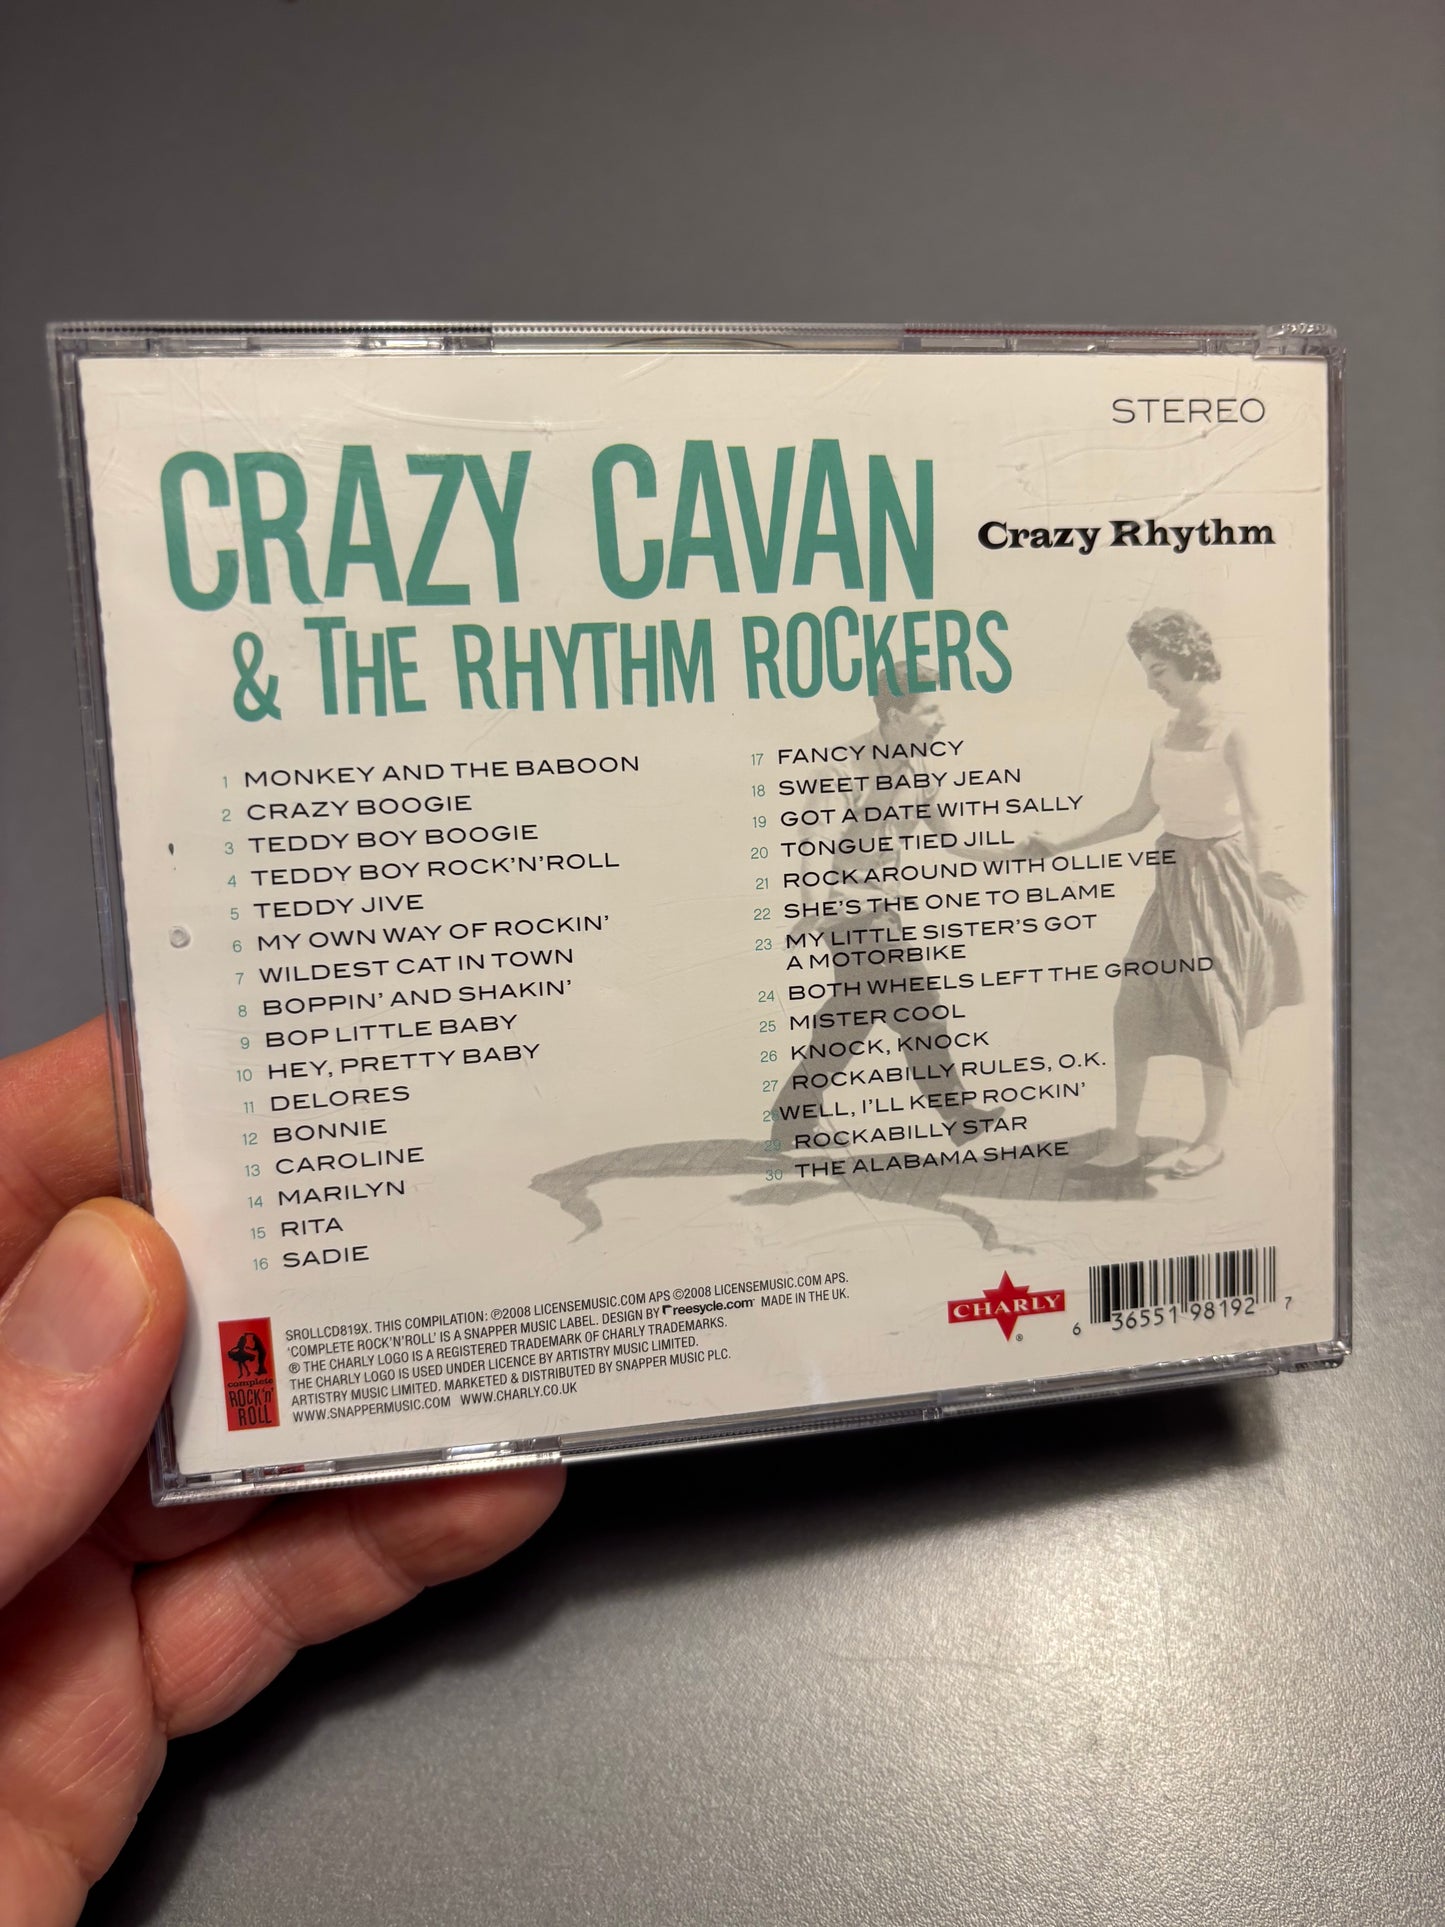 STEREO
CRAZY CAVAN
& THE RHYTHM ROCKERS
Crazy Rhythm
1 MONKEY AND THE BABOON
2 CRAZY BOOGIE
3 TEDDY BOY BOOGIE
4 TEDDY BOY ROCK'N'ROLL
5 TEDDY JIVE
6 MY OWN WAY OF ROCKIN'
7 WILDEST CAT IN TOWN
8 BOPPIN' AND SHAKIN'
9 BOP LITTLE BABY
10 HEY, PRETTY BABY
11 DELORES
12 BONNIE
13 CAROLINE
14 MARILYN
15 RITA
16 SADIE
17 FANCY NANCY
18 SWEET BABY JEAN
19 GOT A DATE WITH SALLY
20 TONGUE TIED JILL
21 ROCK AROUND WITH OLLIE VEE
22 SHE'S THE ONE TO BLAME
23 MY LITTLE SISTER'S GOT
A MOTORBIKE
24 BOTH WHEELS LEFT THE GROUND
25 MISTER COOL
26 KNOCK, KNOCK
27 ROCKABILLY RULES, O.K.
28 WELL, I'LL KEEP ROCKIN'
29 ROCKABILLY STAR
30 THE ALABAMA SHAKE
complete
ROCK'n'
ROLL
SROLLCD819X. THIS COMPILATION: ℗2008 LICENSEMUSIC.COM APS ©2008 LICENSEMUSIC.COM APS.
'COMPLETE ROCK'N'ROLL' IS A SNAPPER MUSIC LABEL. DESIGN BY Freesycle.com MADE IN THE UK.
® THE CHARLY LOGO IS A REGISTERED TRADEMARK OF CHARLY TRADEMARKS.
THE CHARLY LOGO IS USED UNDER LICENCE BY ARTISTRY MUSIC LIMITED.
ARTISTRY MUSIC LIMITED. MARKETED & DISTRIBUTED BY SNAPPER MUSIC PLC.
WWW.SNAPPERMUSIC.COM WWW.CHARLY.CO.UK
CHARLY ®
6 36551 98192 7